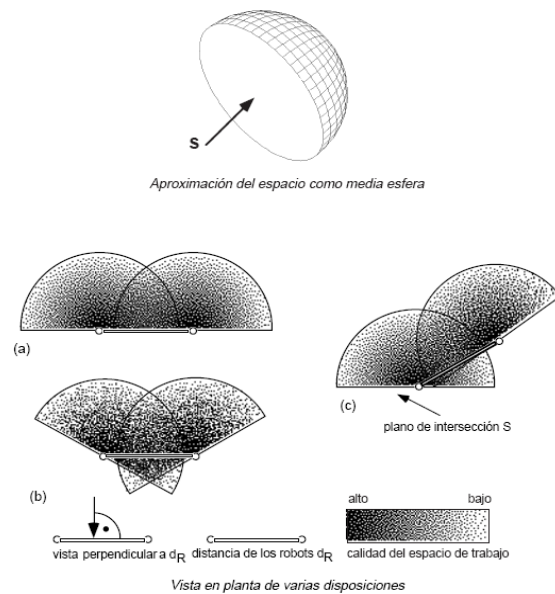 S
Aproximación del espacio como media esfera
(a)
(c)
plano de intersección S
(b)
alto bajo
vista perpendicular a dR distancia de los robots dR calidad del espacio de trabajo
Vista en planta de varias disposiciones